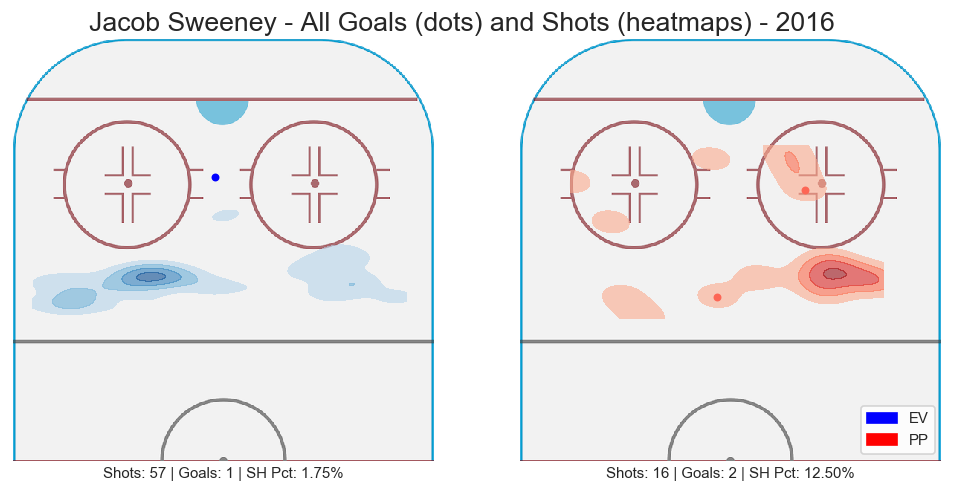 Jacob Sweeney - All Goals (dots) and Shots (heatmaps) - 2016
EV
PP
Shots: 57 | Goals: 1 | SH Pct: 1.75%
Shots: 16 | Goals: 2 | SH Pct: 12.50%